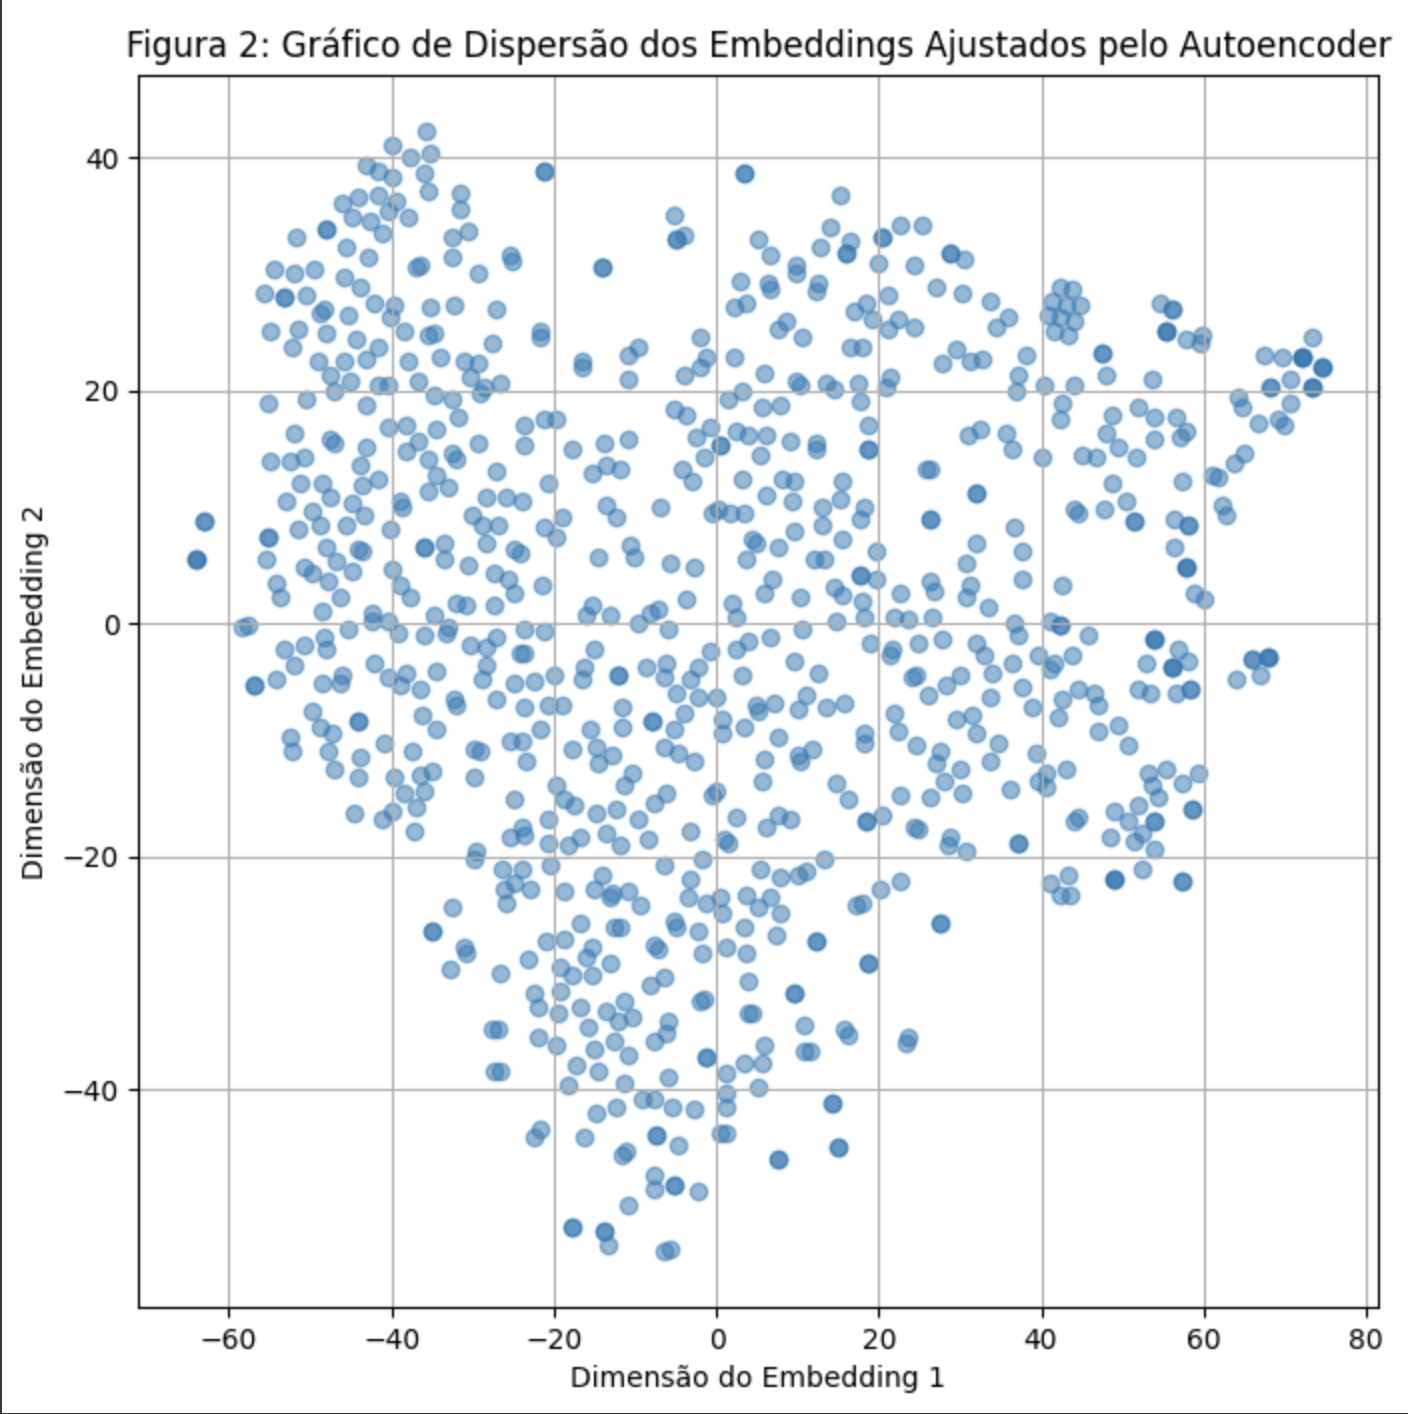 Figura 2: Gráfico de Dispersão dos Embeddings Ajustados pelo Autoencoder
Dimensão do Embedding 2
40
20
0
−20
−40
−60 −40 −20 0 20 40 60 80
Dimensão do Embedding 1